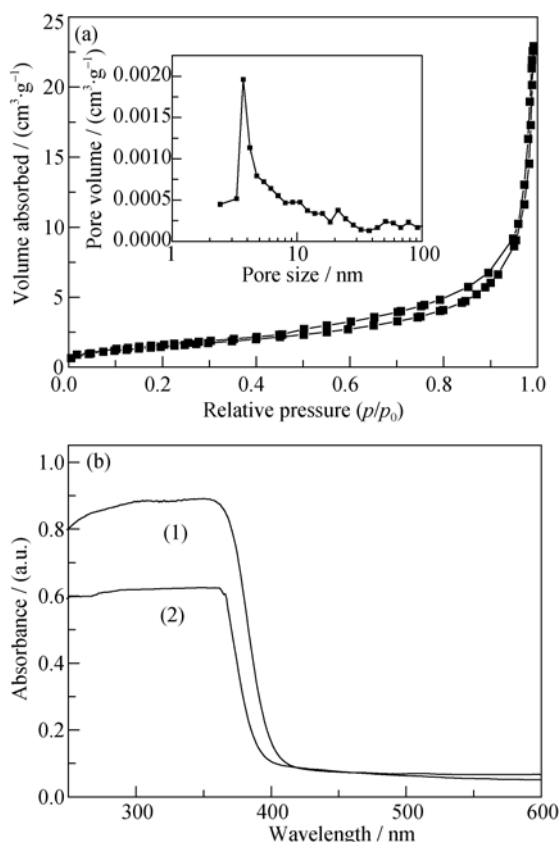 (a)
Volume absorbed / (cm³·g⁻¹)
25
20
15
10
5
0
0.0 0.2 0.4 0.6 0.8 1.0
Relative pressure (p/p₀)
Pore volume / (cm³·g⁻¹)
0.0020
0.0015
0.0010
0.0005
0.0000
1 10 100
Pore size / nm
(b)
Absorbance / (a.u.)
1.0
0.8
0.6
0.4
0.2
0.0
(1)
(2)
300 400 500 600
Wavelength / nm